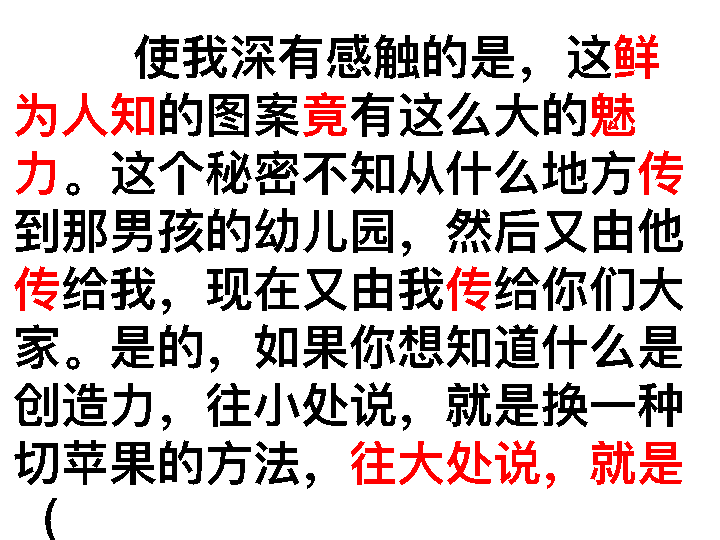 使我深有感触的是，这鲜
为人知的图案竟有这么大的魅
力。这个秘密不知从什么地方传
到那男孩的幼儿园，然后又由他
传给我，现在又由我传给你们大
家。是的，如果你想知道什么是
创造力，往小处说，就是换一种
切苹果的方法，往大处说，就是
（